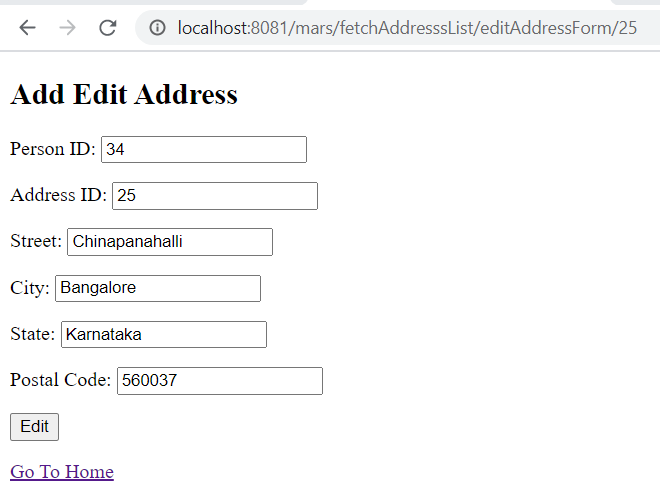 localhost:8081/mars/fetchAddresssList/editAddressForm/25
Add Edit Address
Person ID: 34
Address ID: 25
Street: Chinapanahalli
City: Bangalore
State: Karnataka
Postal Code: 560037
Edit
Go To Home